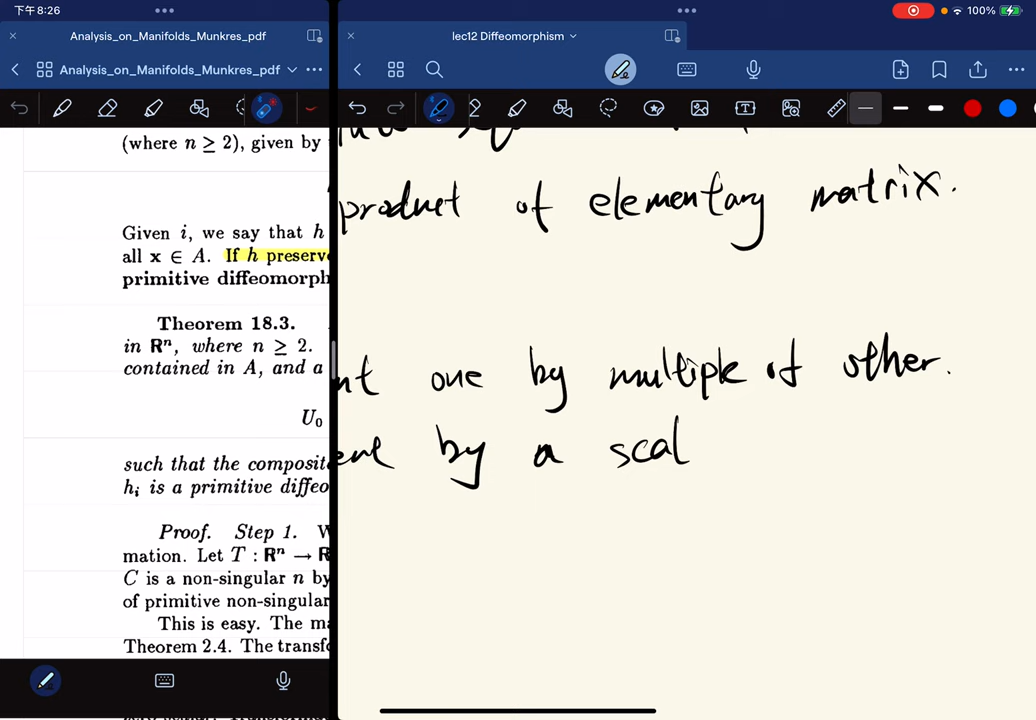 下午8:26
100%
Analysis_on_Manifolds_Munkres_pdf
lec12 Diffeomorphism
Analysis_on_Manifolds_Munkres_pdf
(where n ≥ 2), given by
Given i, we say that h
all x ∈ A. If h preserv
primitive diffeomorph
Theorem 18.3.
in Rⁿ, where n ≥ 2.
contained in A, and a
U₀
such that the composit
hᵢ is a primitive diffeo
Proof. Step 1. W
mation. Let T : Rⁿ → R
C is a non-singular n by
of primitive non-singular
This is easy. The ma
Theorem 2.4. The transfo
product of elementary matrix.
nt one by multiple of other.
by a scal